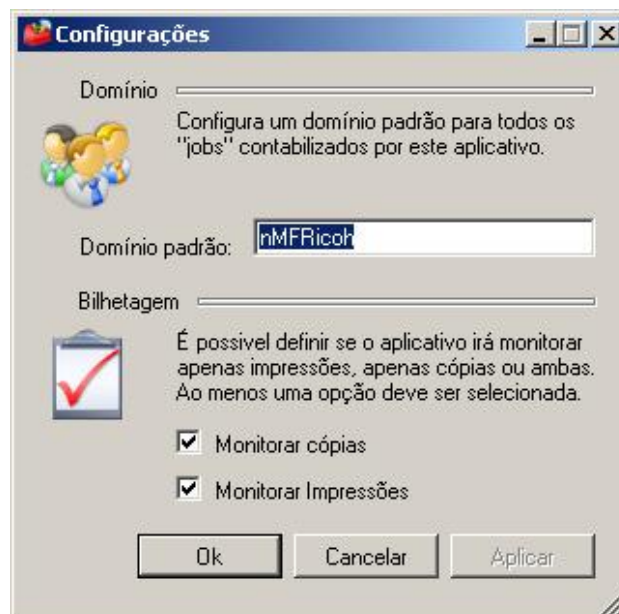 Configurações
Domínio
Configura um domínio padrão para todos os
"jobs" contabilizados por este aplicativo.
Domínio padrão: nMFRicoh
Bilhetagem
É possivel definir se o aplicativo irá monitorar
apenas impressões, apenas cópias ou ambas.
Ao menos uma opção deve ser selecionada.
Monitorar cópias
Monitorar Impressões
Ok Cancelar Aplicar